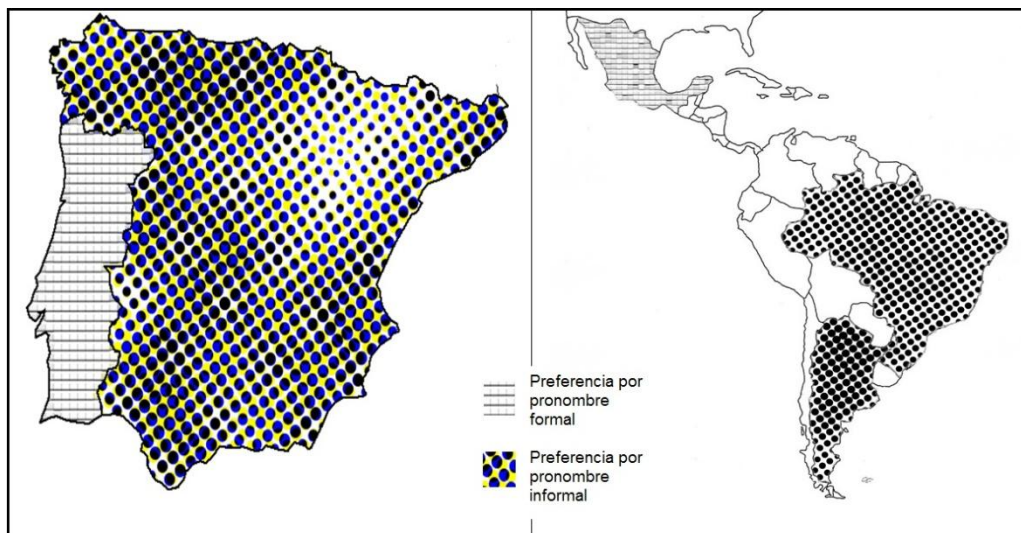 Preferencia por
pronombre
formal
Preferencia por
pronombre
informal